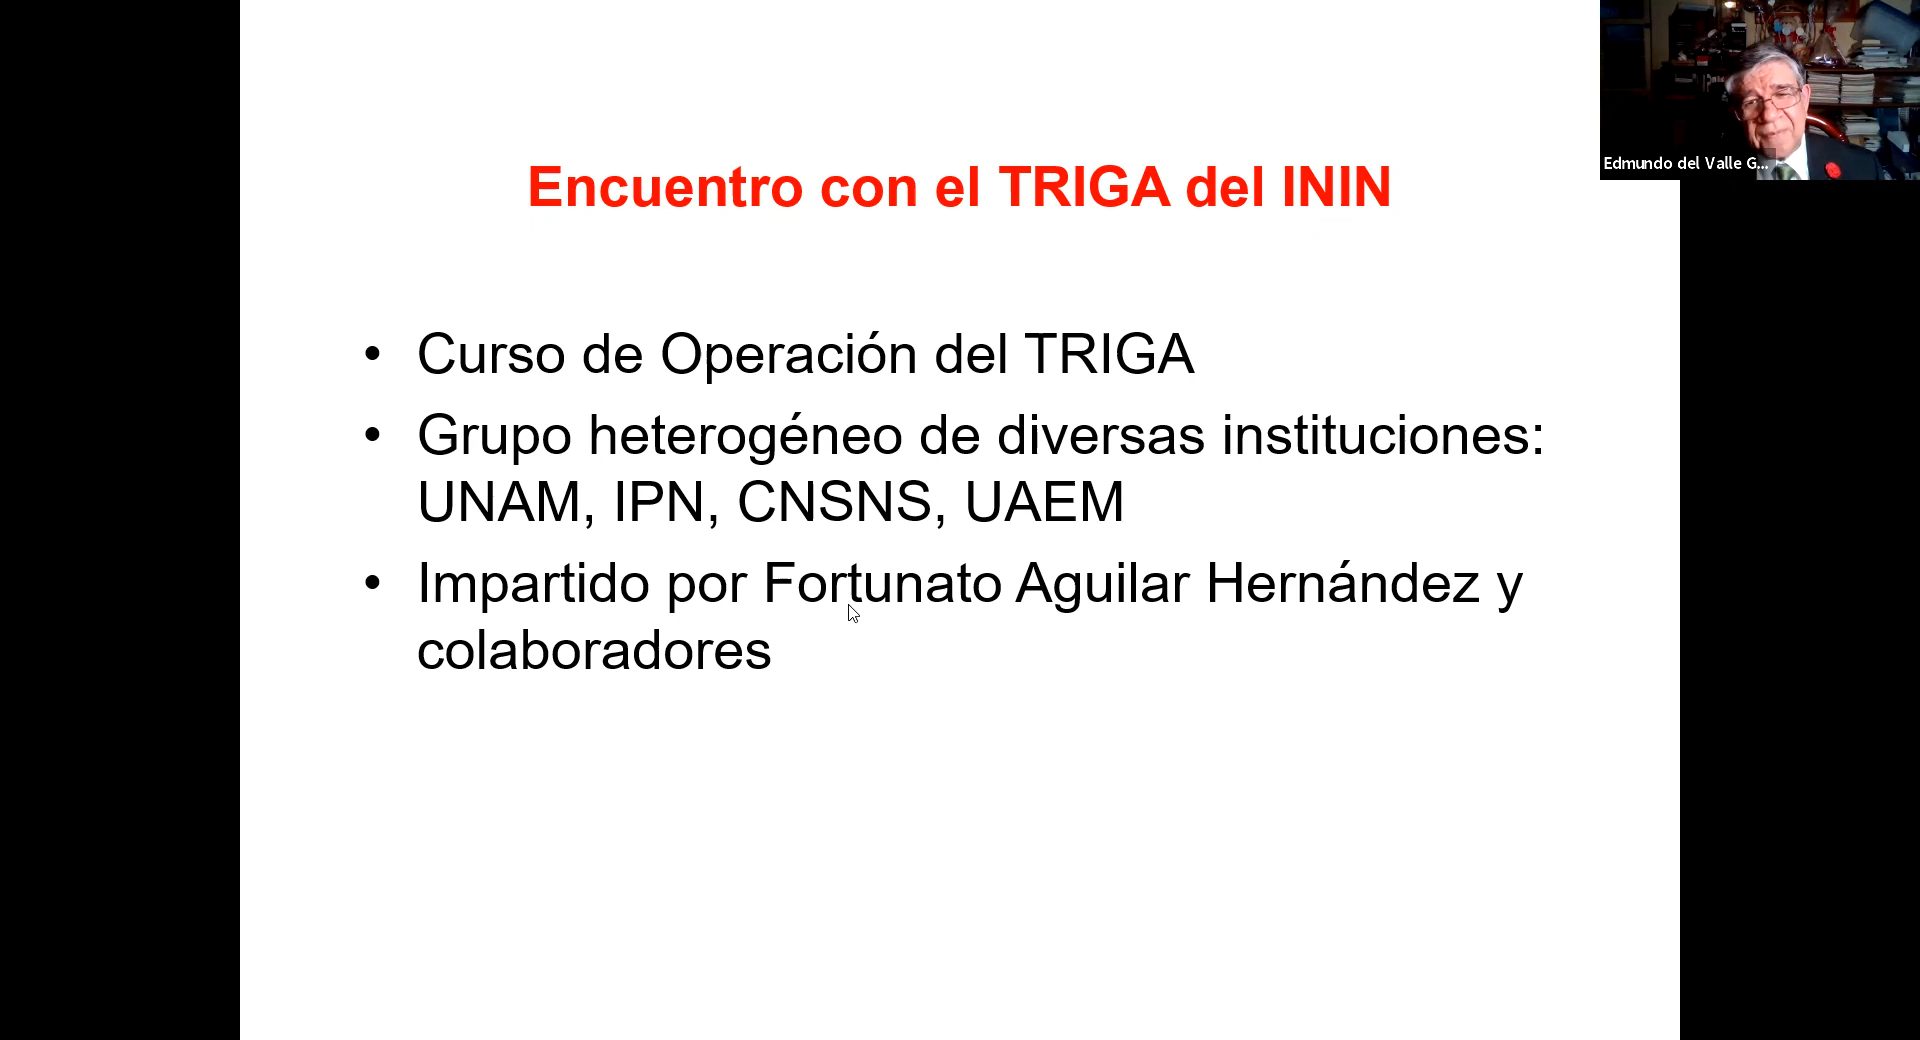 Encuentro con el TRIGA del ININ
• Curso de Operación del TRIGA
• Grupo heterogéneo de diversas instituciones:
UNAM, IPN, CNSNS, UAEM
• Impartido por Fortunato Aguilar Hernández y
colaboradores
Edmundo del Valle G...